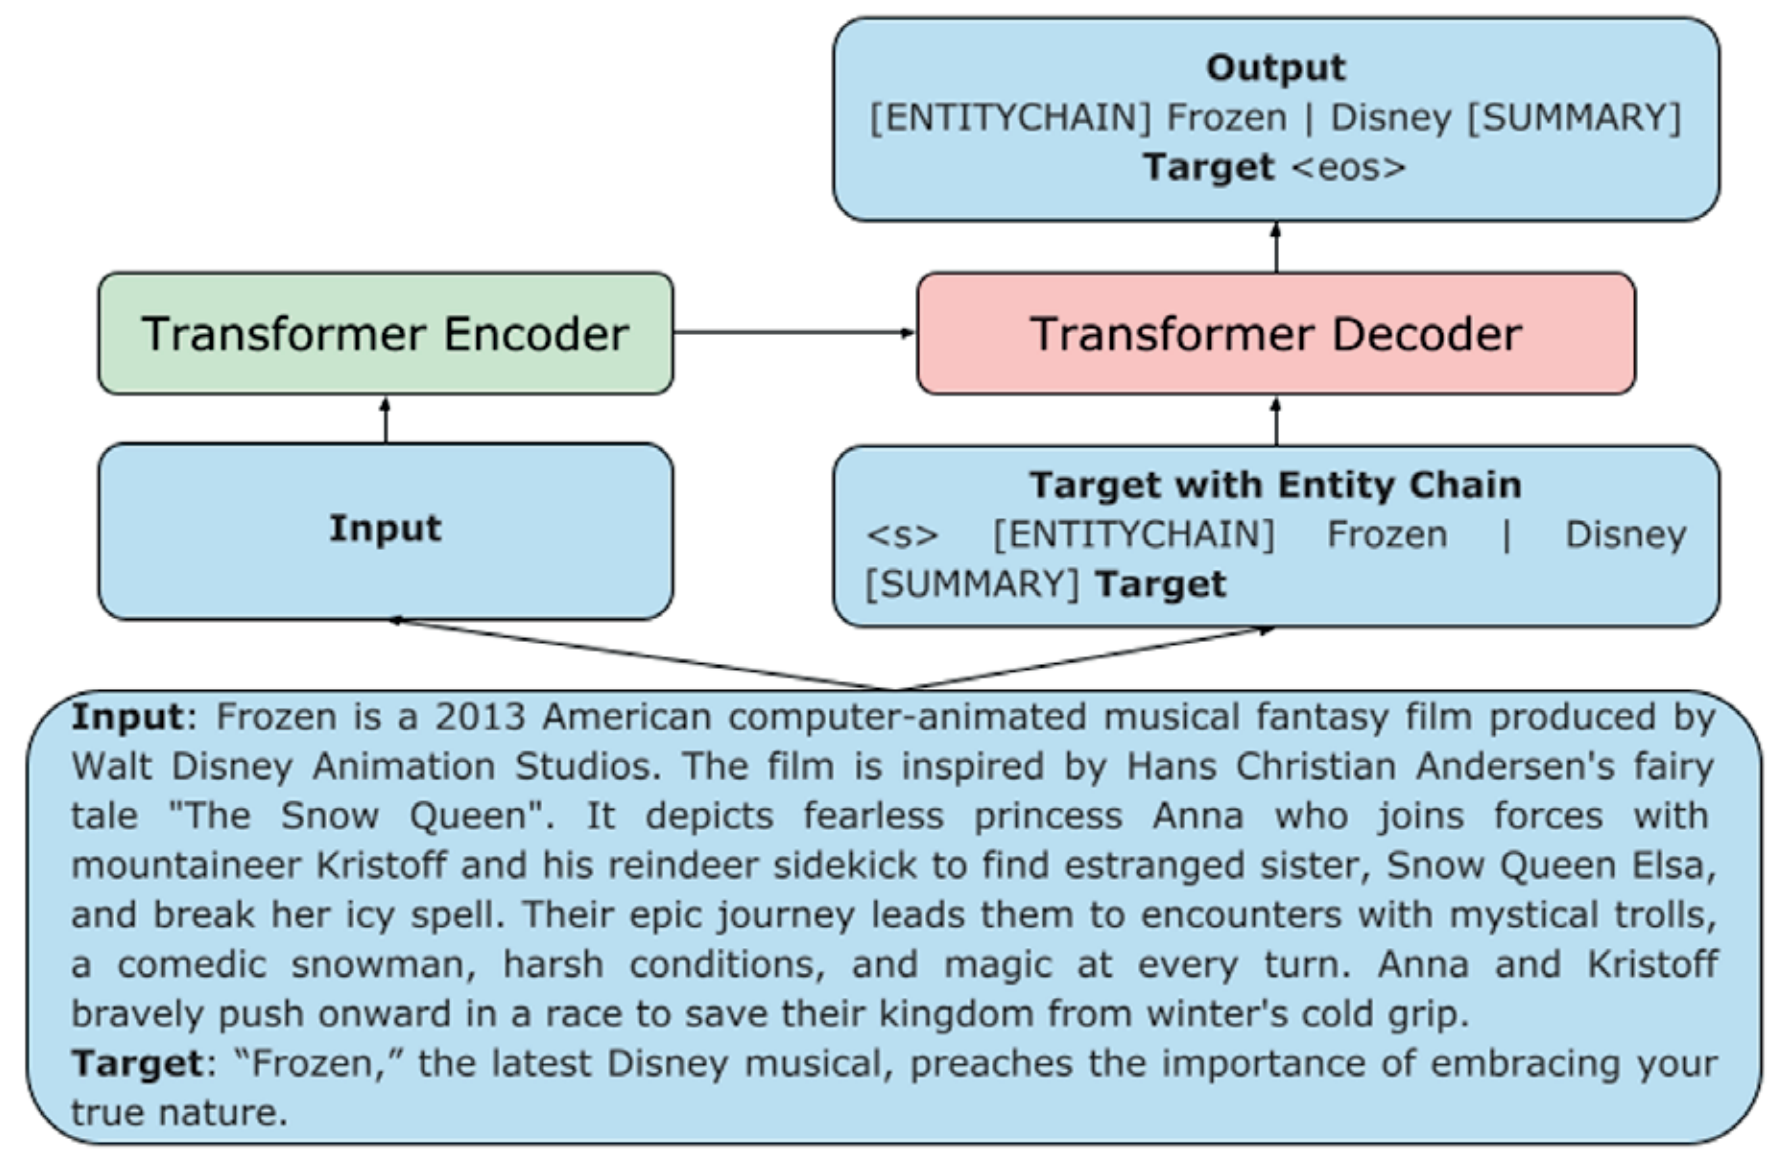 Output
[ENTITYCHAIN] Frozen | Disney [SUMMARY]
Target <eos>
Transformer Encoder
Transformer Decoder
Input
Target with Entity Chain
<s> [ENTITYCHAIN] Frozen | Disney
[SUMMARY] Target
Input: Frozen is a 2013 American computer-animated musical fantasy film produced by
Walt Disney Animation Studios. The film is inspired by Hans Christian Andersen's fairy
tale "The Snow Queen". It depicts fearless princess Anna who joins forces with
mountaineer Kristoff and his reindeer sidekick to find estranged sister, Snow Queen Elsa,
and break her icy spell. Their epic journey leads them to encounters with mystical trolls,
a comedic snowman, harsh conditions, and magic at every turn. Anna and Kristoff
bravely push onward in a race to save their kingdom from winter's cold grip.
Target: “Frozen,” the latest Disney musical, preaches the importance of embracing your
true nature.